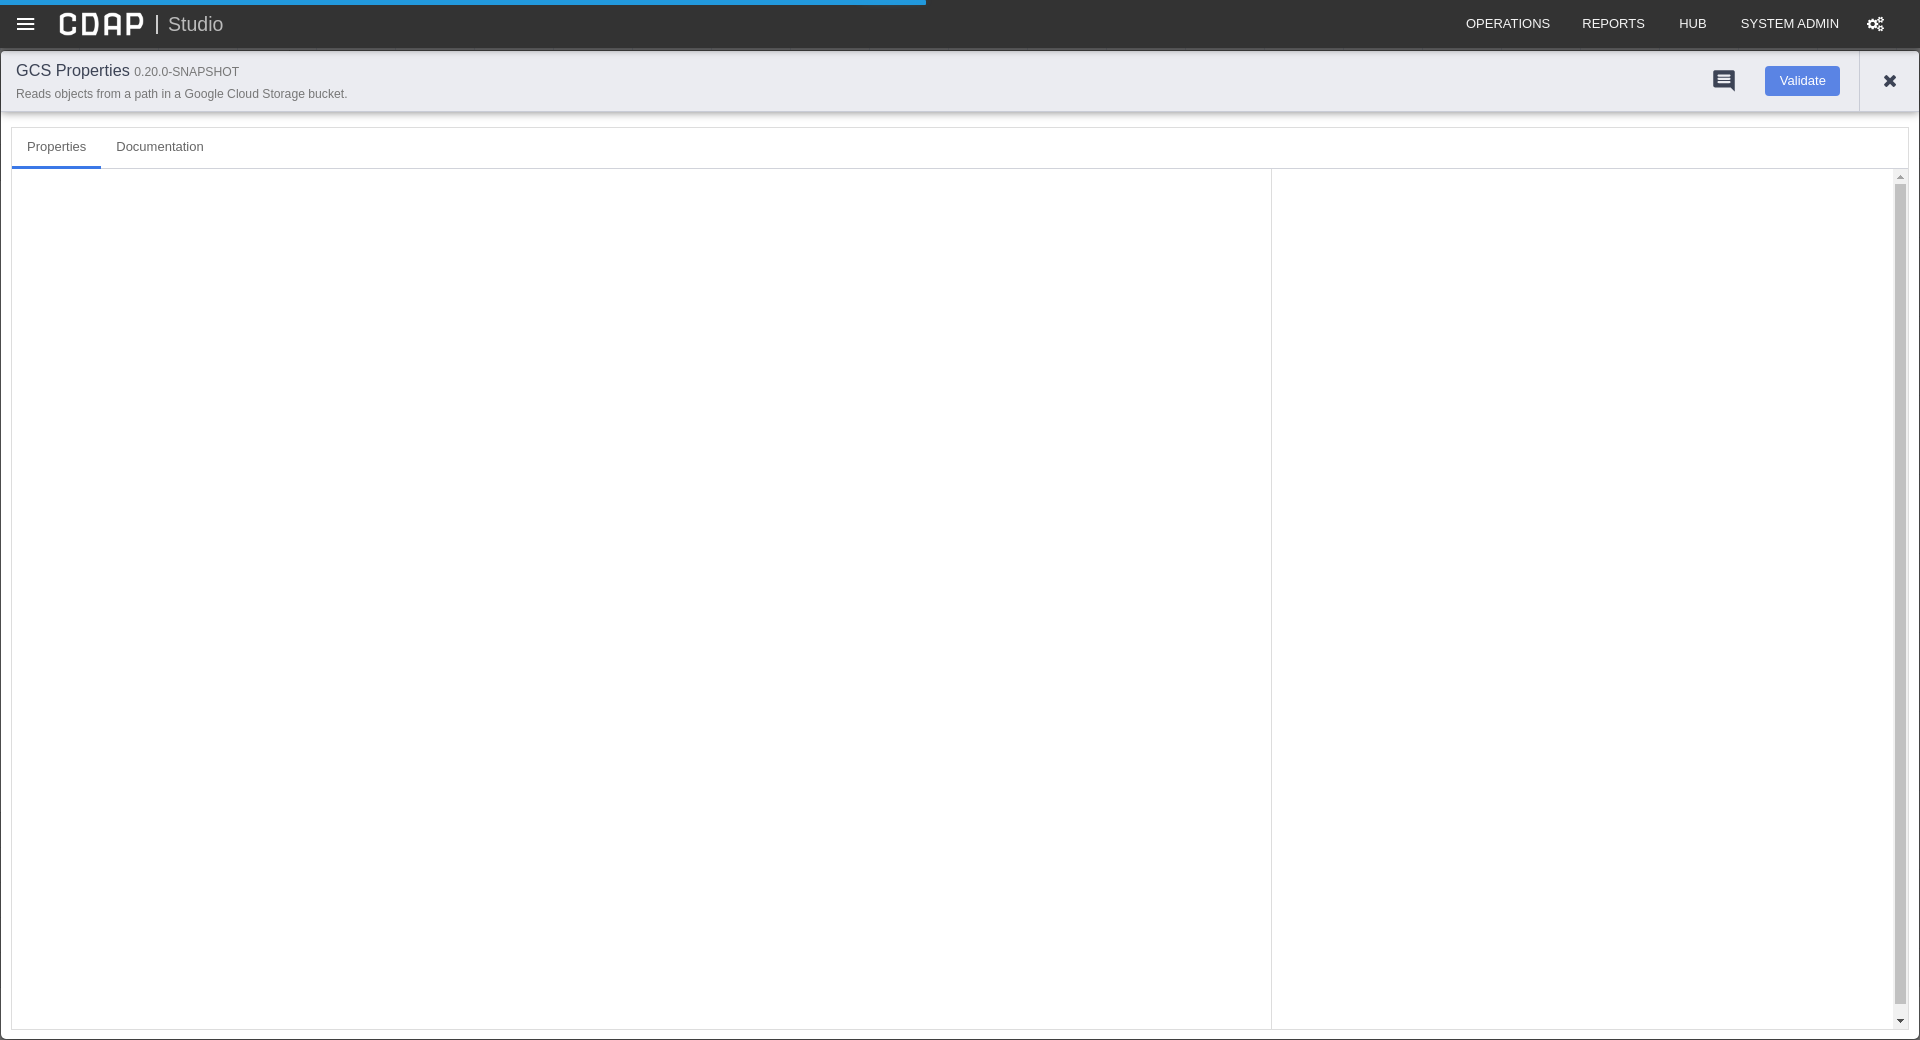 CDAP | Studio
OPERATIONS
REPORTS
HUB
SYSTEM ADMIN
GCS Properties 0.20.0-SNAPSHOT
Reads objects from a path in a Google Cloud Storage bucket.
Validate
Properties
Documentation